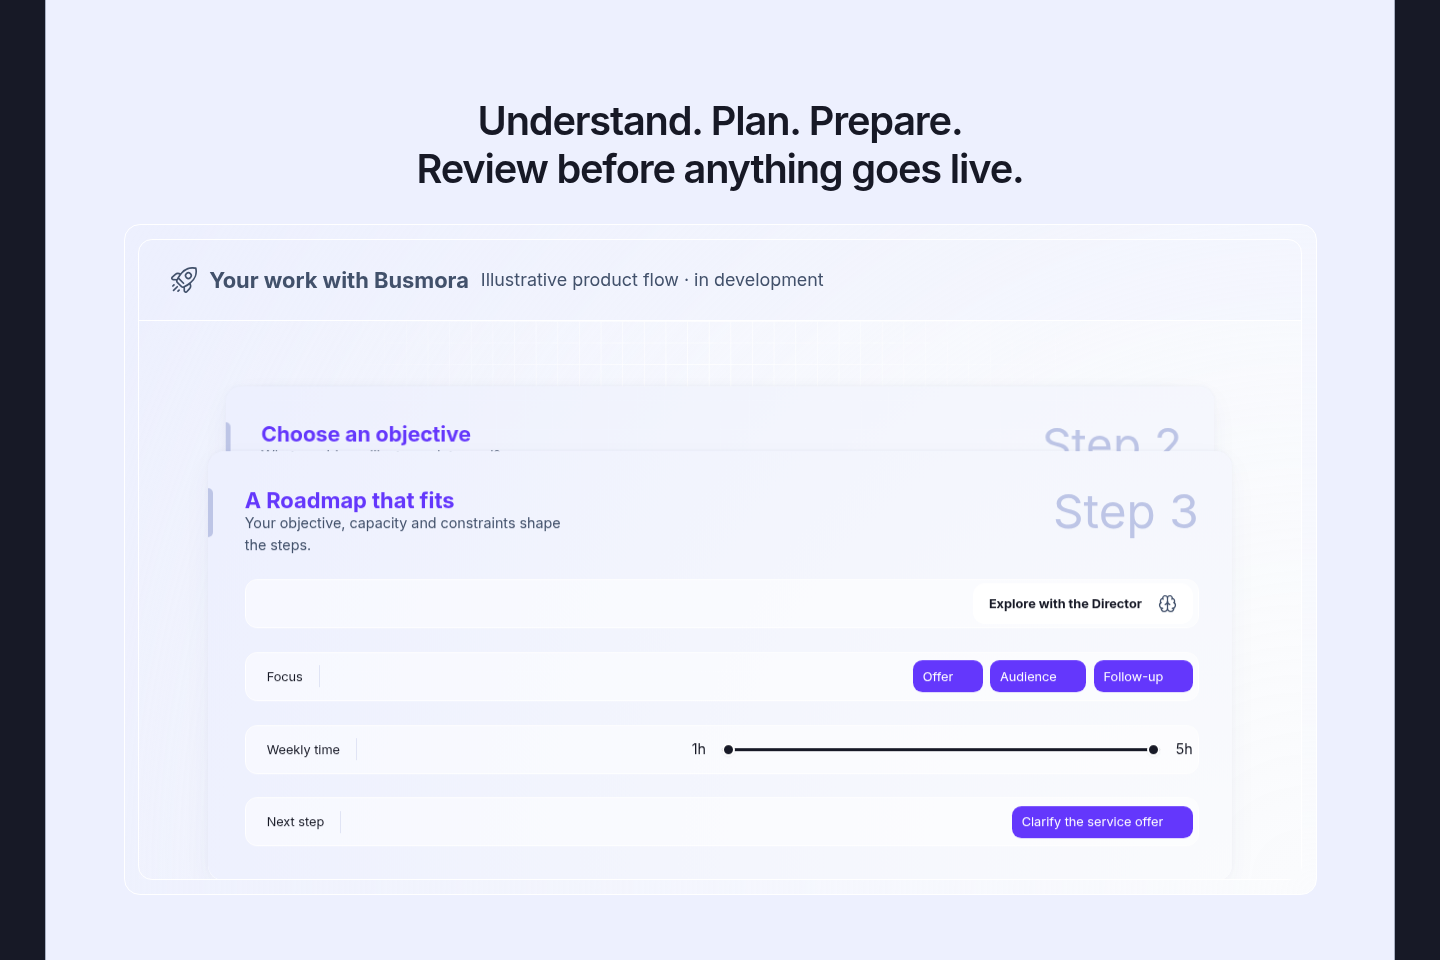 Understand. Plan. Prepare.
Review before anything goes live.
Your work with Busmora Illustrative product flow · in development
Choose an objective
Step 2
A Roadmap that fits
Step 3
Your objective, capacity and constraints shape
the steps.
Explore with the Director
Focus
Offer Audience Follow-up
Weekly time
1h 5h
Next step
Clarify the service offer